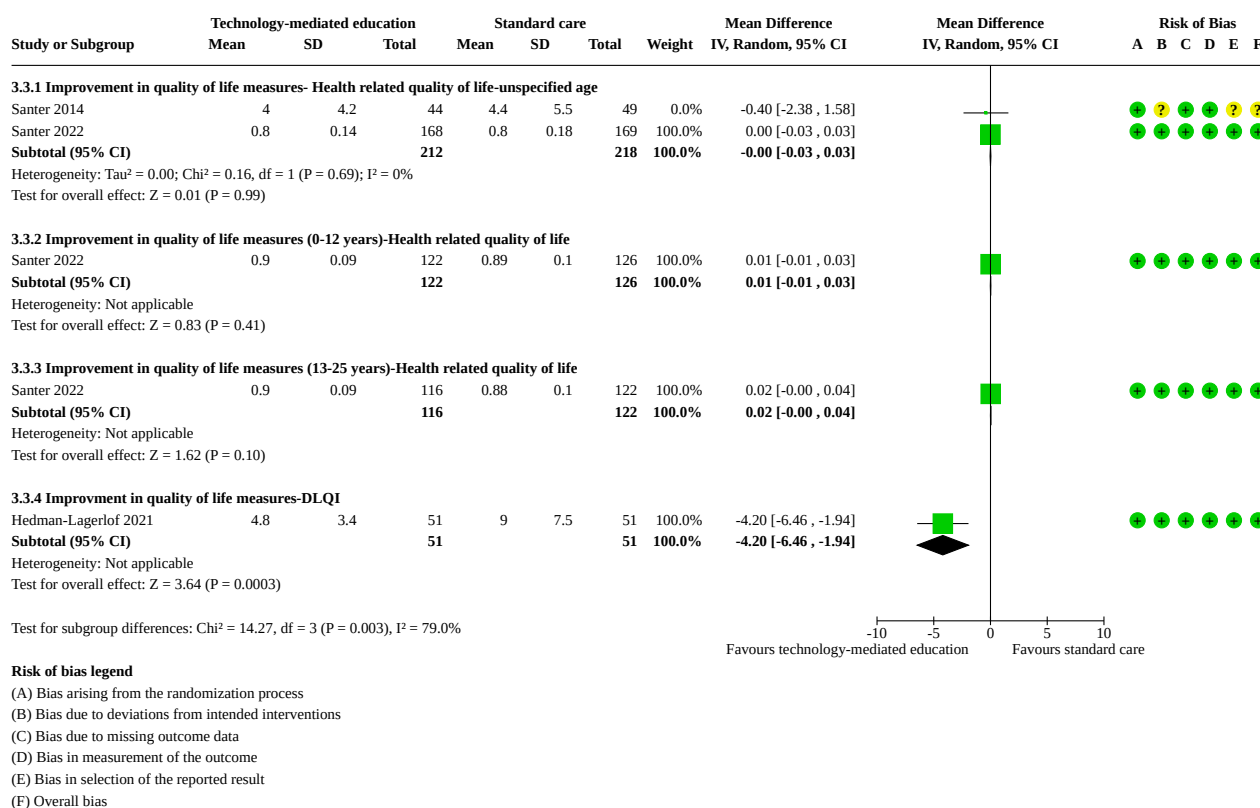 Technology-mediated education Standard care Mean Difference Mean Difference Risk of Bias
Study or Subgroup Mean SD Total Mean SD Total Weight IV, Random, 95% CI IV, Random, 95% CI A B C D E F
3.3.1 Improvement in quality of life measures- Health related quality of life-unspecified age
Santer 2014 4 4.2 44 4.4 5.5 49 0.0% -0.40 [-2.38 , 1.58] + ? + + ? ?
Santer 2022 0.8 0.14 168 0.8 0.18 169 100.0% 0.00 [-0.03 , 0.03] + + + + + +
Subtotal (95% CI) 212 218 100.0% -0.00 [-0.03 , 0.03]
Heterogeneity: Tau² = 0.00; Chi² = 0.16, df = 1 (P = 0.69); I² = 0%
Test for overall effect: Z = 0.01 (P = 0.99)
3.3.2 Improvement in quality of life measures (0-12 years)-Health related quality of life
Santer 2022 0.9 0.09 122 0.89 0.1 126 100.0% 0.01 [-0.01 , 0.03] + + + + + +
Subtotal (95% CI) 122 126 100.0% 0.01 [-0.01 , 0.03]
Heterogeneity: Not applicable
Test for overall effect: Z = 0.83 (P = 0.41)
3.3.3 Improvement in quality of life measures (13-25 years)-Health related quality of life
Santer 2022 0.9 0.09 116 0.88 0.1 122 100.0% 0.02 [-0.00 , 0.04] + + + + + +
Subtotal (95% CI) 116 122 100.0% 0.02 [-0.00 , 0.04]
Heterogeneity: Not applicable
Test for overall effect: Z = 1.62 (P = 0.10)
3.3.4 Improvment in quality of life measures-DLQI
Hedman-Lagerlof 2021 4.8 3.4 51 9 7.5 51 100.0% -4.20 [-6.46 , -1.94] + + + + + +
Subtotal (95% CI) 51 51 100.0% -4.20 [-6.46 , -1.94]
Heterogeneity: Not applicable
Test for overall effect: Z = 3.64 (P = 0.0003)
Test for subgroup differences: Chi² = 14.27, df = 3 (P = 0.003), I² = 79.0%
-10 -5 0 5 10
Favours technology-mediated education Favours standard care
Risk of bias legend
(A) Bias arising from the randomization process
(B) Bias due to deviations from intended interventions
(C) Bias due to missing outcome data
(D) Bias in measurement of the outcome
(E) Bias in selection of the reported result
(F) Overall bias